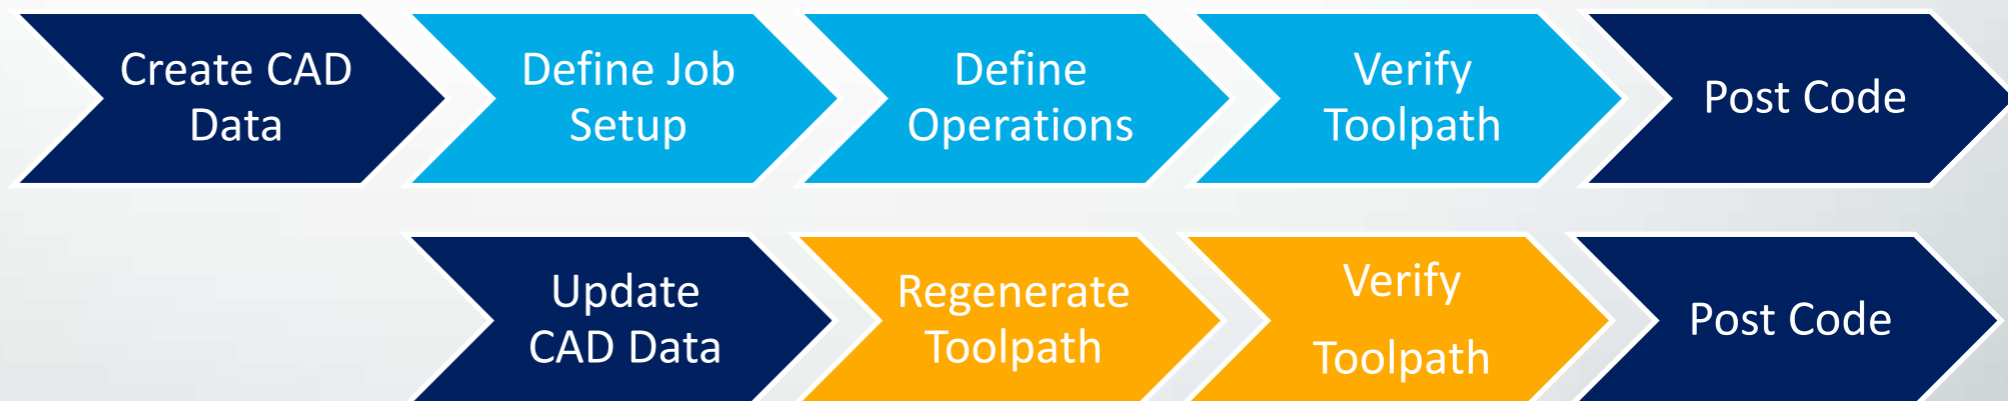 Create CAD
Data
Define Job
Setup
Define
Operations
Verify
Toolpath
Post Code
Update
CAD Data
Regenerate
Toolpath
Verify
Toolpath
Post Code